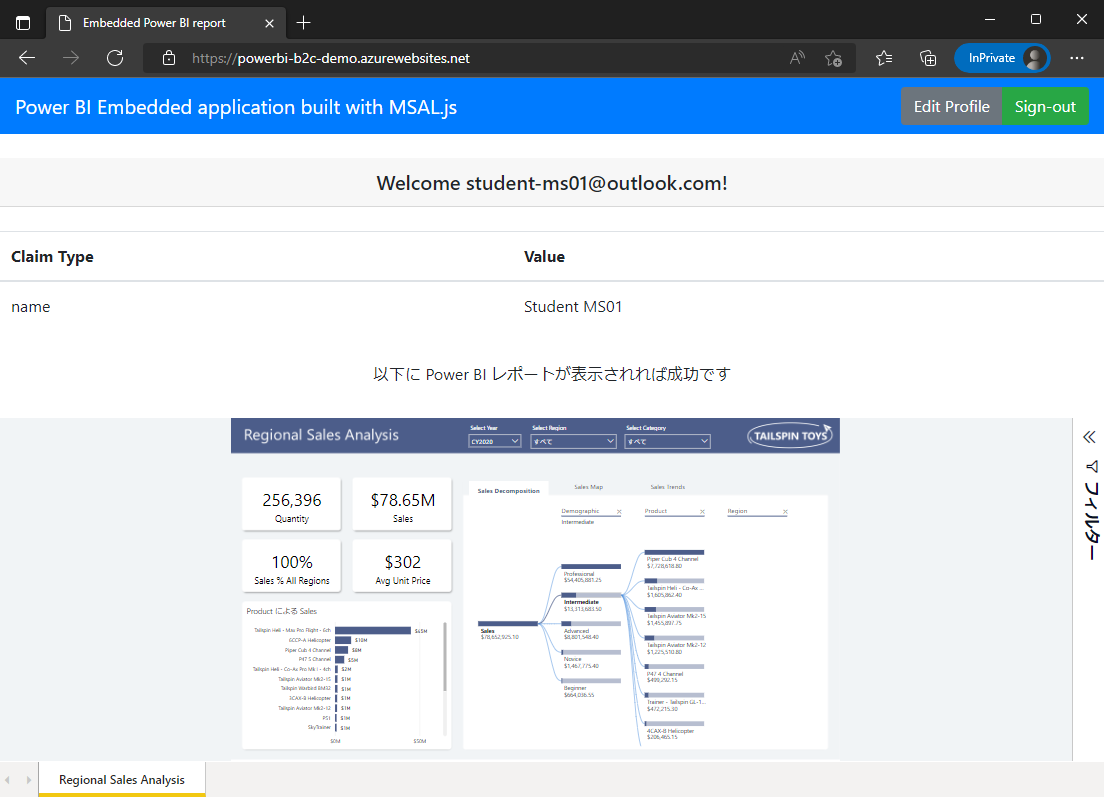 Embedded Power BI report
https://powerbi-b2c-demo.azurewebsites.net
InPrivate
Power BI Embedded application built with MSAL.js
Edit Profile
Sign-out
Welcome student-ms01@outlook.com!
Claim Type Value
name Student MS01
以下に Power BI レポートが表示されれば成功です
Regional Sales Analysis
Select Year
CY2020
Select Region
すべて
Select Category
すべて
TAILSPIN TOYS
フィルター
256,396
Quantity
$78.65M
Sales
100%
Sales % All Regions
$302
Avg Unit Price
Product による Sales
Tailspin Heli - Max Pro Flight - 6ch $45M
GCCP-A Helicopter $10M
Piper Cub 4 Channel $8M
P47 5 Channel $5M
Tailspin Heli - Co-Ax Pro Mk I - 4ch $2M
Tailspin Aviator Mk2-15 $1M
Tailspin Warbird BM32 $1M
3CAX-B Helicopter $1M
Tailspin Aviator Mk2-12 $1M
P51 $1M
SkyTrainer $1M
$0M $50M
Sales Decomposition
Sales Map
Sales Trends
Demographic
Intermediate
Product
Region
Sales
$78,652,925.10
Professional
$54,405,881.25
Intermediate
$13,313,683.50
Advanced
$8,801,548.40
Novice
$1,467,775.40
Beginner
$664,036.55
Piper Cub 4 Channel
$7,728,618.80
Tailspin Heli - Co-Ax ...
$1,605,862.40
Tailspin Aviator Mk2-15
$1,455,897.75
Tailspin Aviator Mk2-12
$1,225,510.80
P47 4 Channel
$499,292.15
Trainer - Tailspin GL-1...
$472,215.30
4CAX-B Helicopter
$206,465.15
Regional Sales Analysis